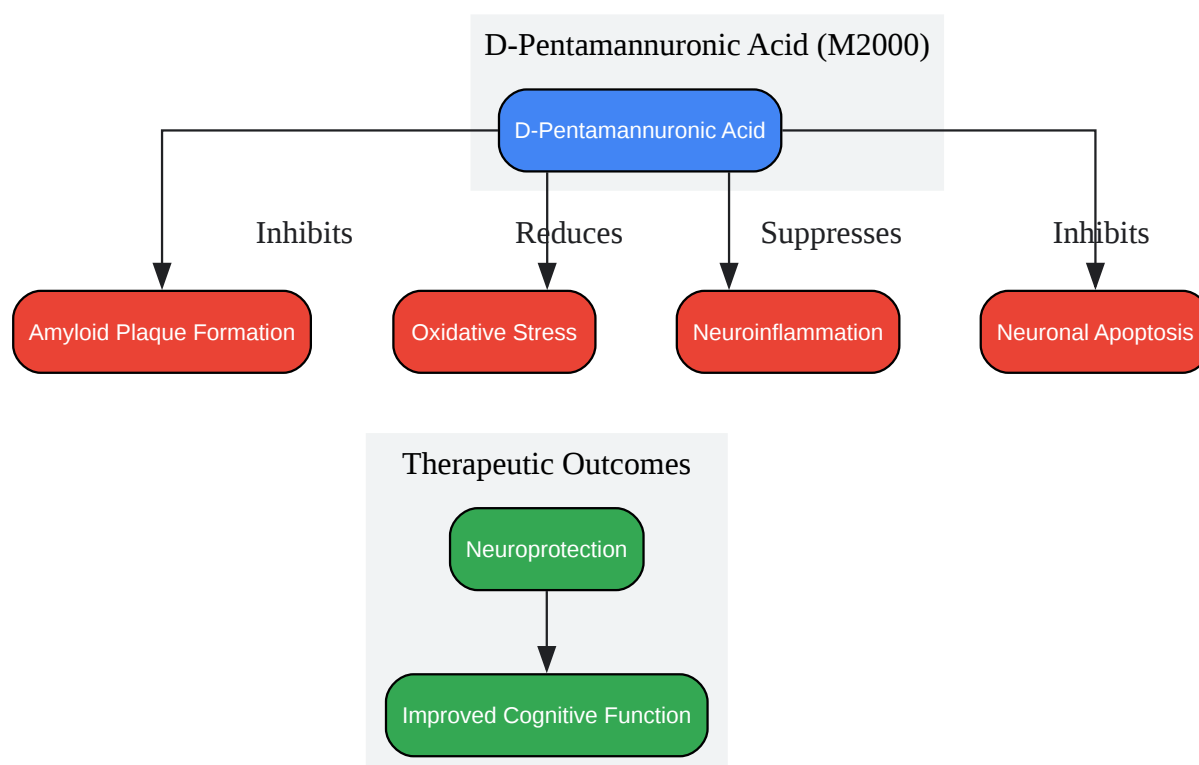 D-Pentamannuronic Acid (M2000)
D-Pentamannuronic Acid
Inhibits
Reduces
Suppresses
Inhibits
Amyloid Plaque Formation
Oxidative Stress
Neuroinflammation
Neuronal Apoptosis
Therapeutic Outcomes
Neuroprotection
Improved Cognitive Function